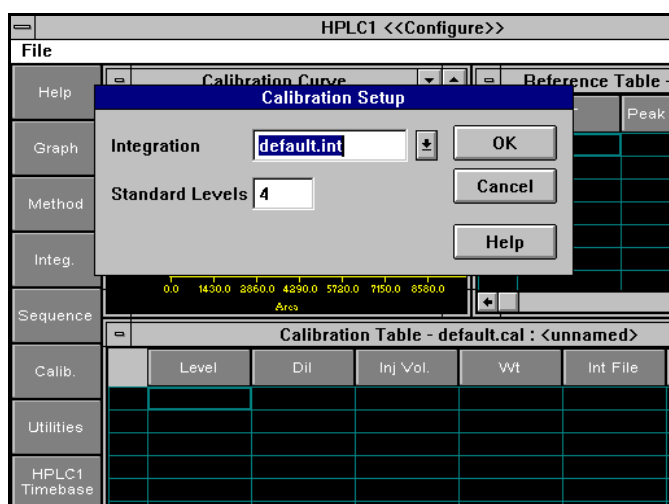 HPLC1 <<Configure>>
File
Help
Graph
Method
Integ.
Sequence
Calib.
Utilities
HPLC1
Timebase
Calibration Curve
Reference Table -
Peak
Calibration Setup
Integration default.int
Standard Levels 4
OK
Cancel
Help
0.0 1430.0 2860.0 4290.0 5720.0 7150.0 8580.0
Area
Calibration Table - default.cal : <unnamed>
Level Dil Inj Vol. Wt Int File